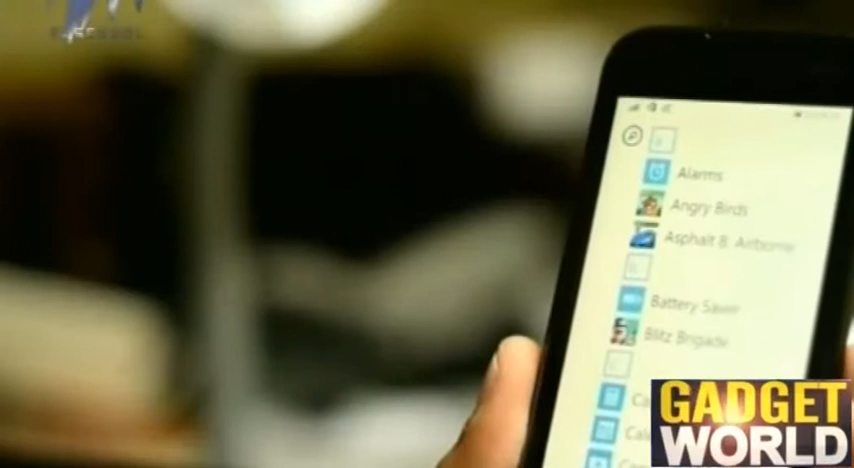 a
Alarms
Angry Birds
Asphalt 8: Airborne
b
Battery Saver
Blitz Brigade
c
GADGET
WORLD